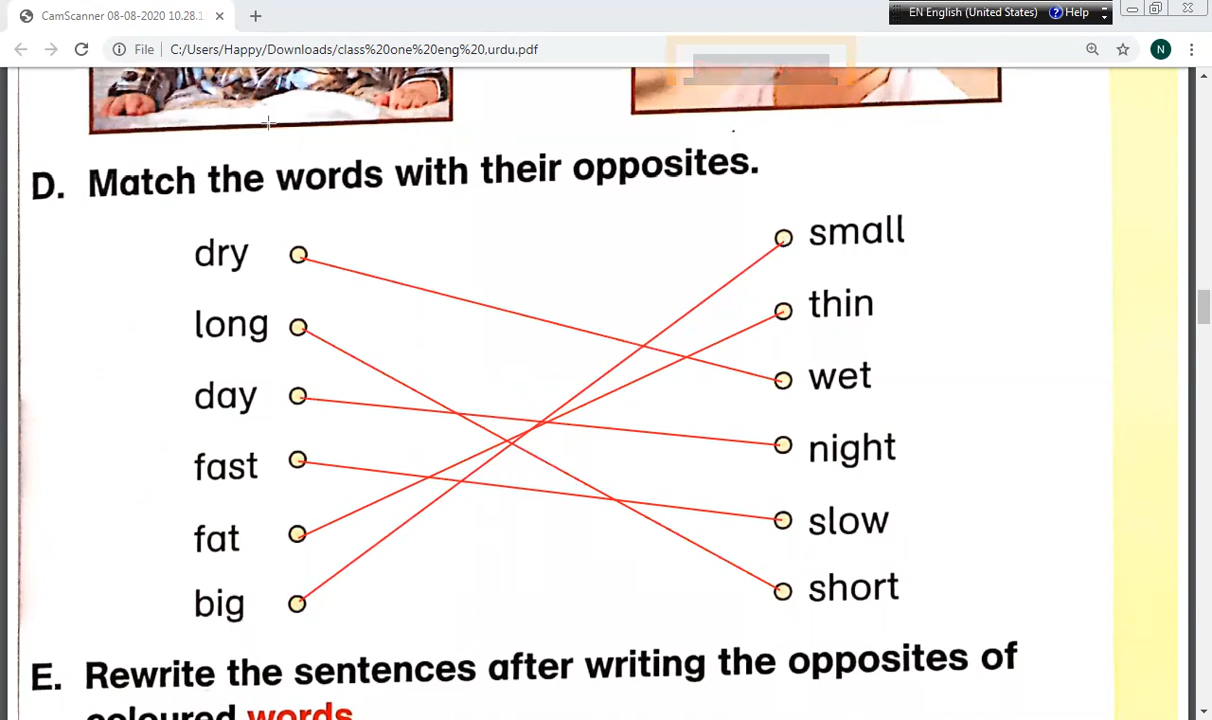 CamScanner 08-08-2020 10.28.1
EN English (United States) Help
File C:/Users/Happy/Downloads/class%20one%20eng%20,urdu.pdf
N
D. Match the words with their opposites.
dry small
long thin
day wet
fast night
fat slow
big short
E. Rewrite the sentences after writing the opposites of
coloured words